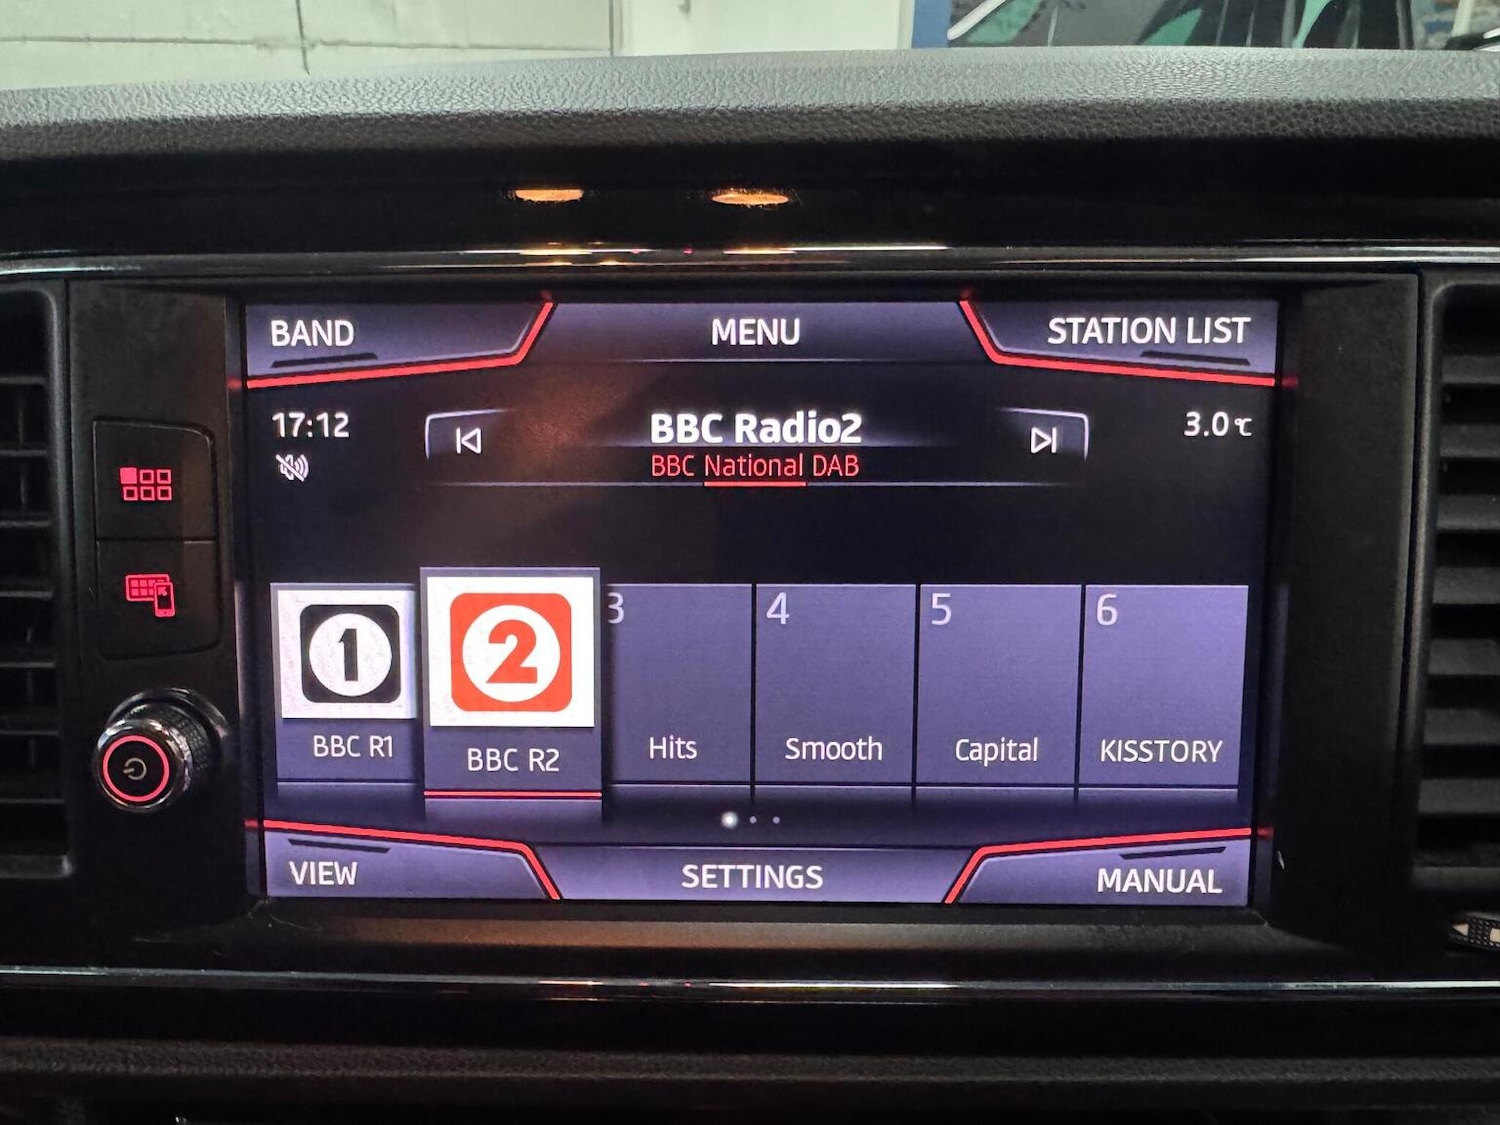 BAND
MENU
STATION LIST
17:12
BBC Radio2
3.0 °C
BBC National DAB
1
2
3
4
5
6
BBC R1
BBC R2
Hits
Smooth
Capital
KISSTORY
VIEW
SETTINGS
MANUAL